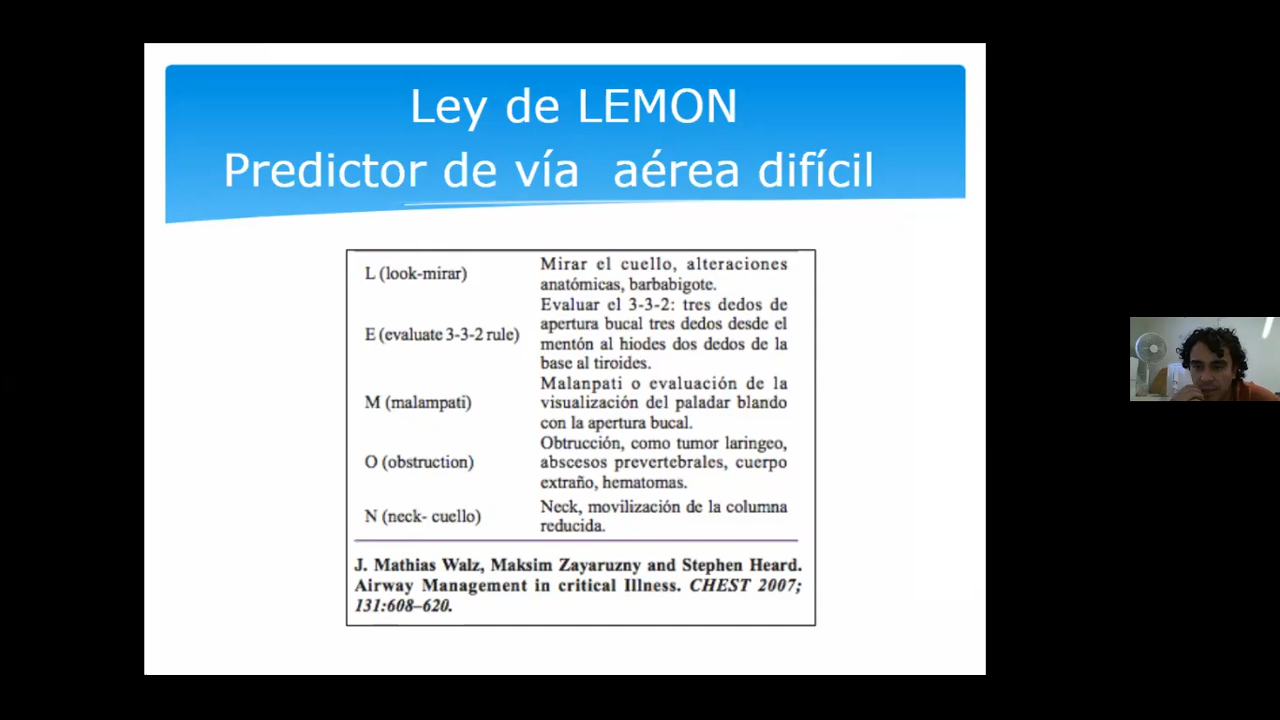 Ley de LEMON
Predictor de vía aérea difícil
L (look-mirar)
Mirar el cuello, alteraciones
anatómicas, barbabigote.
E (evaluate 3-3-2 rule)
Evaluar el 3-3-2: tres dedos de
apertura bucal tres dedos desde el
mentón al hiodes dos dedos de la
base al tiroides.
M (malampati)
Malanpati o evaluación de la
visualización del paladar blando
con la apertura bucal.
O (obstruction)
Obtrucción, como tumor laringeo,
abscesos prevertebrales, cuerpo
extraño, hematomas.
N (neck- cuello)
Neck, movilización de la columna
reducida.
J. Mathias Walz, Maksim Zayaruzny and Stephen Heard.
Airway Management in critical Illness. CHEST 2007;
131:608–620.